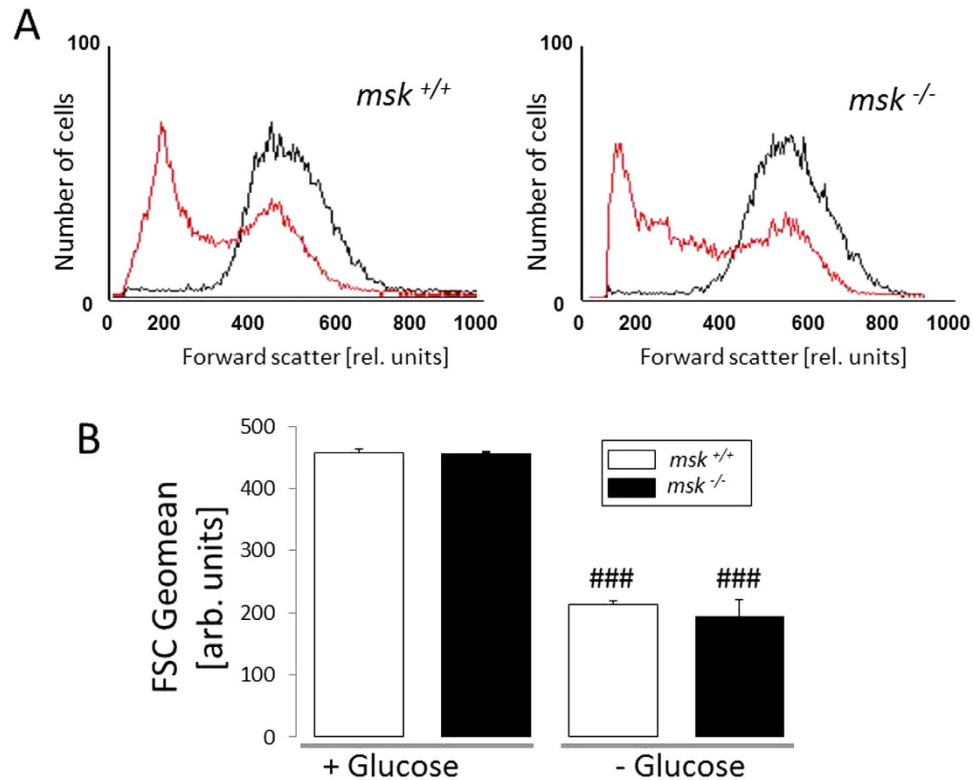 A
100
Number of cells
0
msk +/+
0 200 400 600 800 1000
Forward scatter [rel. units]
100
Number of cells
0
msk -/-
0 200 400 600 800 1000
Forward scatter [rel. units]
B
FSC Geomean
[arb. units]
500
400
300
200
100
0
msk +/+
msk -/-
### ###
+ Glucose - Glucose